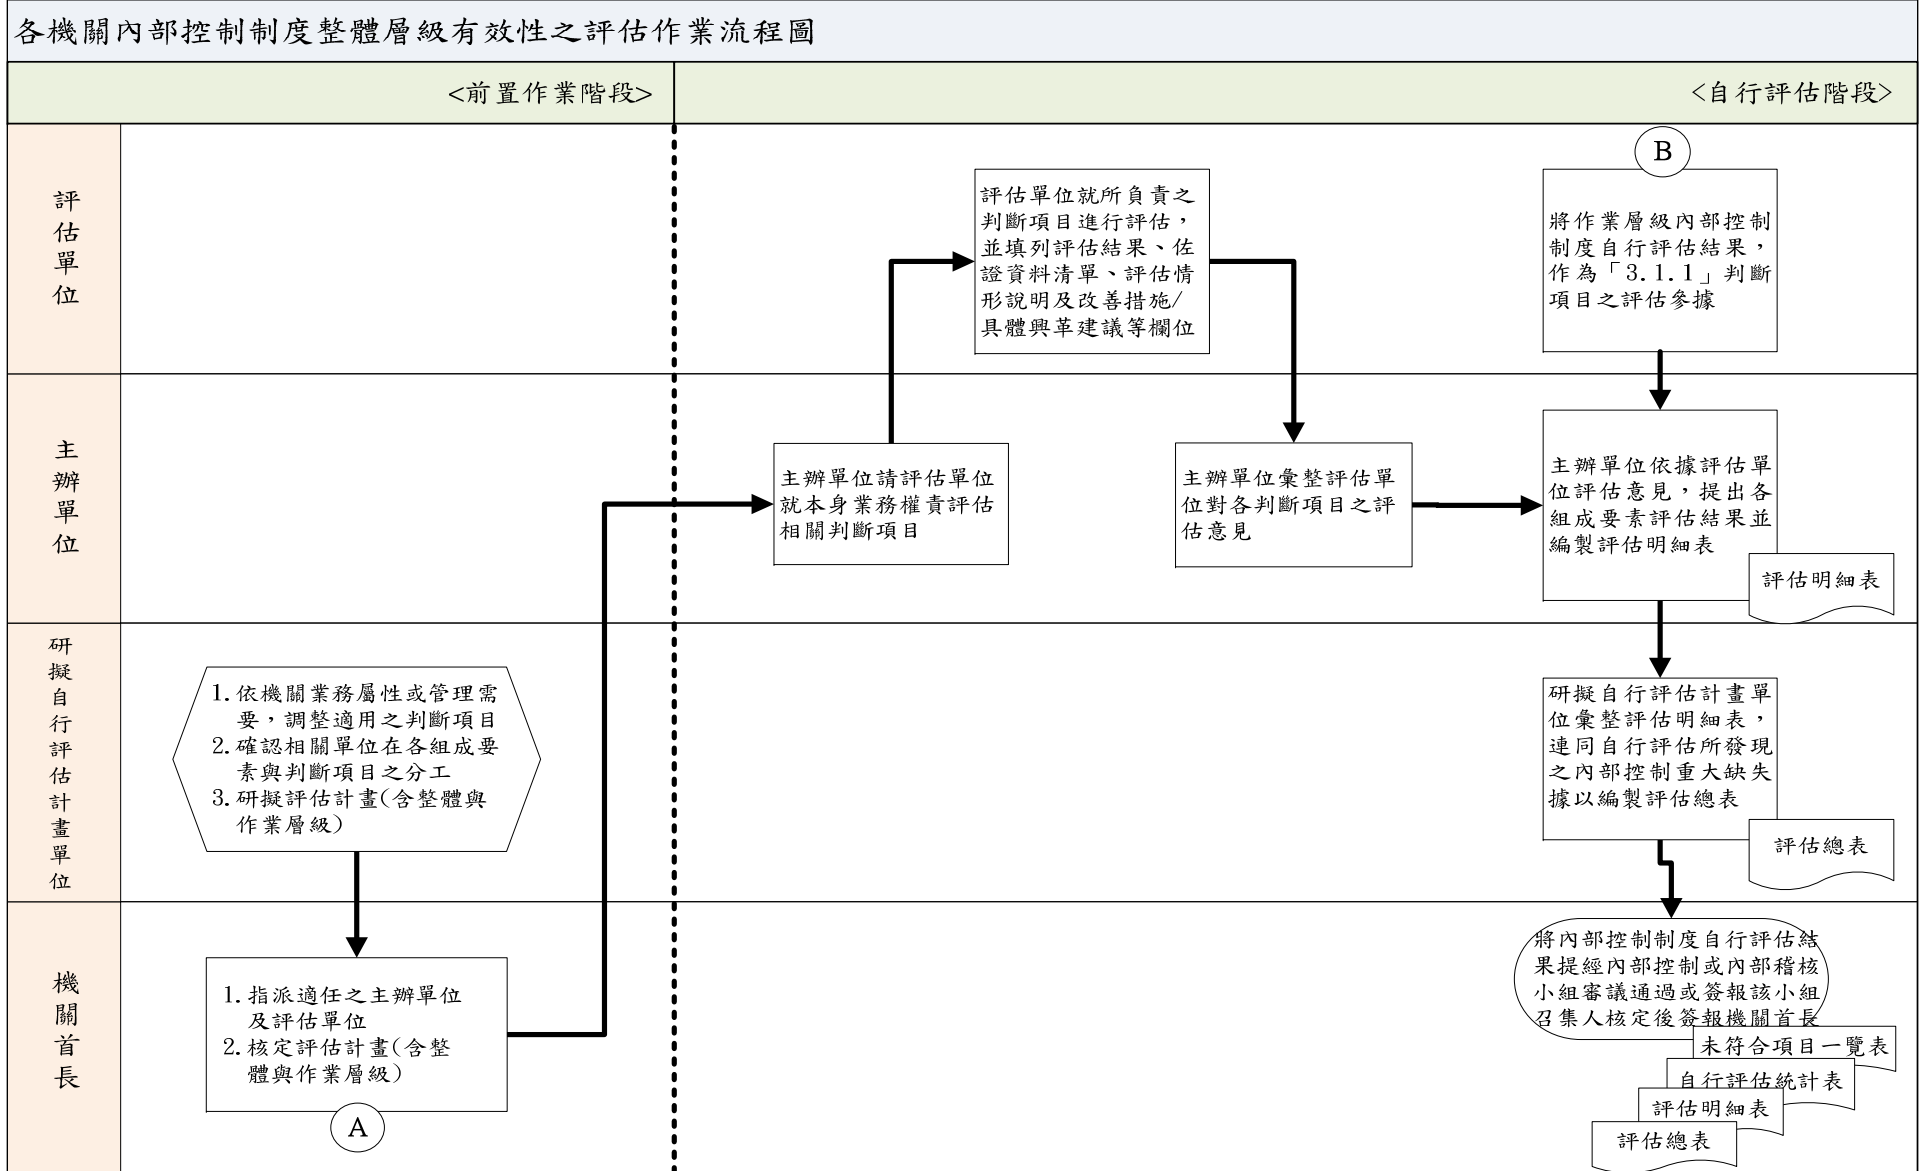 各機關內部控制制度整體層級有效性之評估作業流程圖
<前置作業階段>
<自行評估階段>
評估單位
評估單位就所負責之
判斷項目進行評估，
並填列評估結果、佐
證資料清單、評估情
形說明及改善措施/
具體興革建議等欄位
B
將作業層級內部控制
制度自行評估結果，
作為「3.1.1」判斷
項目之評估參據
主辦單位
主辦單位請評估單位
就本身業務權責評估
相關判斷項目
主辦單位彙整評估單
位對各判斷項目之評
估意見
主辦單位依據評估單
位評估意見，提出各
組成要素評估結果並
編製評估明細表
評估明細表
研擬自行評估計畫單位
1.依機關業務屬性或管理需
要，調整適用之判斷項目
2.確認相關單位在各組成要
素與判斷項目之分工
3.研擬評估計畫(含整體與
作業層級)
研擬自行評估計畫單
位彙整評估明細表，
連同自行評估所發現
之內部控制重大缺失
據以編製評估總表
評估總表
機關首長
1.指派適任之主辦單位
及評估單位
2.核定評估計畫(含整
體與作業層級)
A
將內部控制制度自行評估結
果提經內部控制或內部稽核
小組審議通過或簽報該小組
召集人核定後簽報機關首長
未符合項目一覽表
自行評估統計表
評估明細表
評估總表